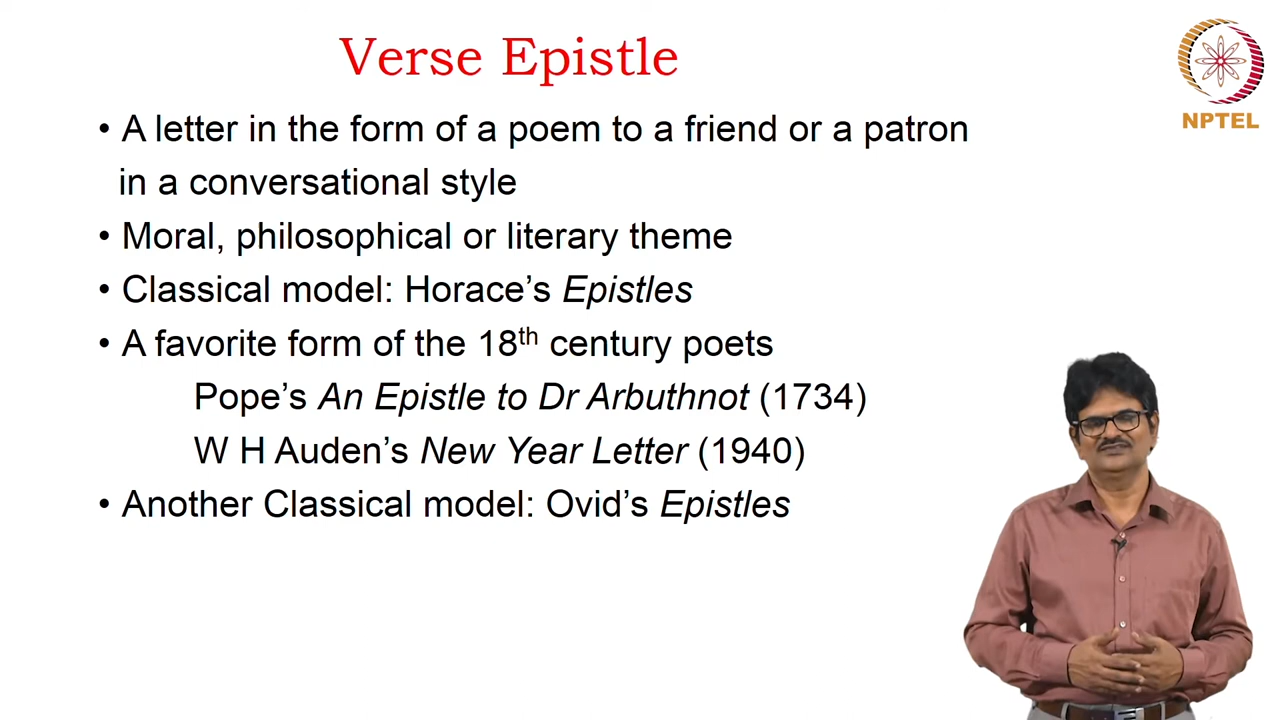 Verse Epistle
NPTEL
• A letter in the form of a poem to a friend or a patron
in a conversational style
• Moral, philosophical or literary theme
• Classical model: Horace’s Epistles
• A favorite form of the 18th century poets
Pope’s An Epistle to Dr Arbuthnot (1734)
W H Auden’s New Year Letter (1940)
• Another Classical model: Ovid’s Epistles